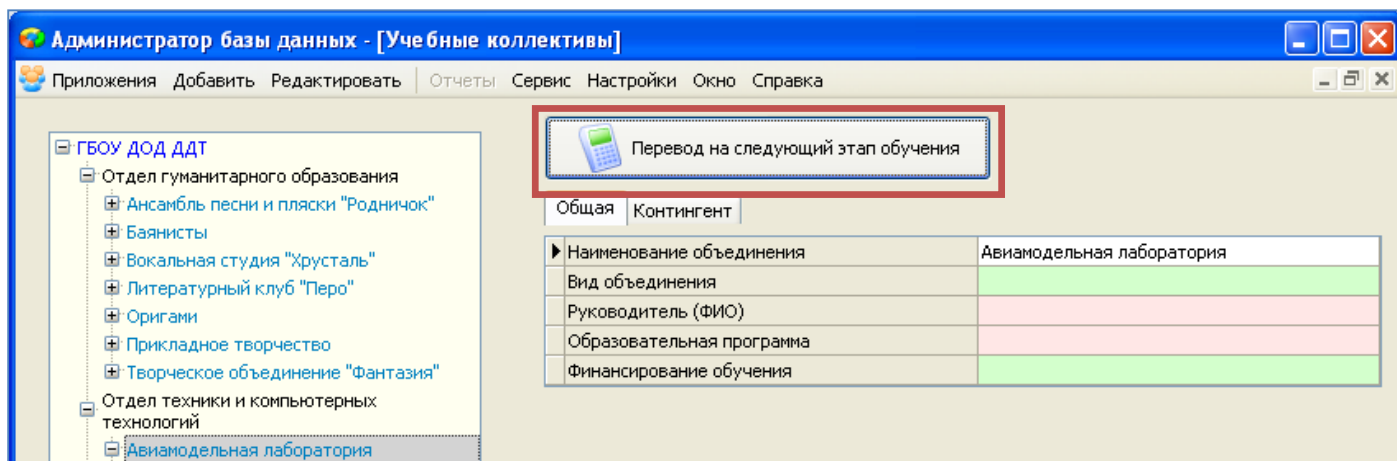 Администратор базы данных - [Учебные коллективы]
Приложения Добавить Редактировать Отчеты Сервис Настройки Окно Справка
ГБОУ ДОД ДДТ
Отдел гуманитарного образования
Ансамбль песни и пляски "Родничок"
Баянисты
Вокальная студия "Хрусталь"
Литературный клуб "Перо"
Оригами
Прикладное творчество
Творческое объединение "Фантазия"
Отдел техники и компьютерных
технологий
Авиамодельная лаборатория
Перевод на следующий этап обучения
Общая Контингент
Наименование объединения Авиамодельная лаборатория
Вид объединения
Руководитель (ФИО)
Образовательная программа
Финансирование обучения